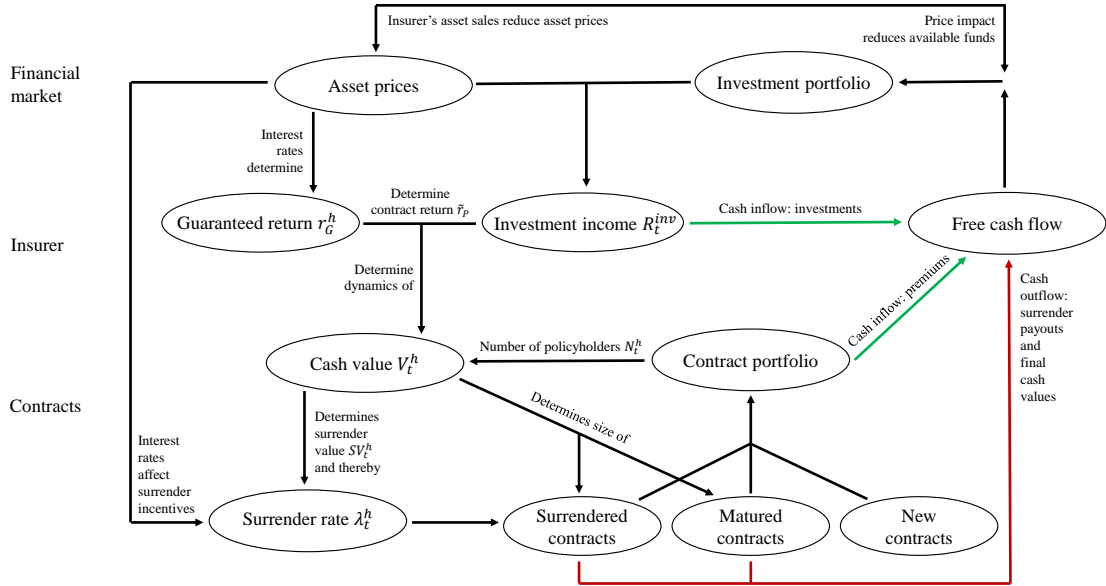 Insurer's asset sales reduce asset prices
Price impact
reduces available funds
Financial
market
Asset prices
Investment portfolio
Interest
rates
determine
Determine
contract return r̃_P
Guaranteed return r_G^h
Investment income R_t^{inv}
Cash inflow: investments
Free cash flow
Insurer
Determine
dynamics of
Cash inflow: premiums
Cash
outflow:
surrender
payouts
and
final
cash
values
Cash value V_t^h
Number of policyholders N_t^h
Contract portfolio
Contracts
Determines size of
Determines
surrender
value SV_t^h
and thereby
Interest
rates
affect
surrender
incentives
Surrender rate λ_t^h
Surrendered
contracts
Matured
contracts
New
contracts